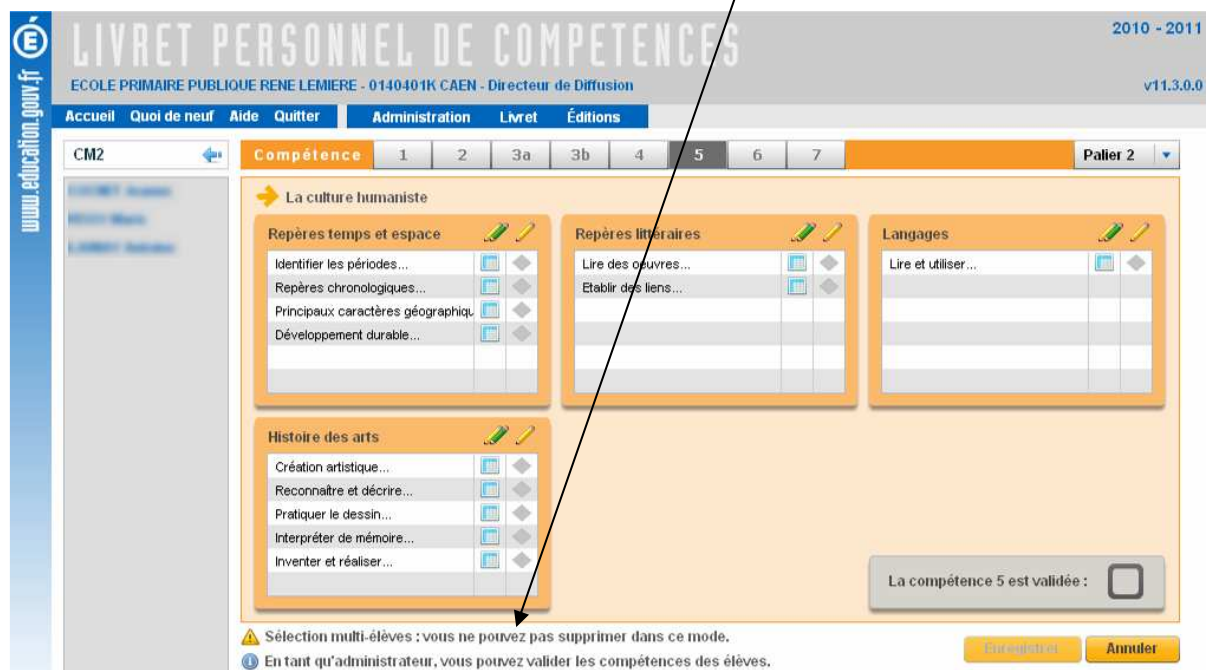 LIVRET PERSONNEL DE COMPETENCES
2010 - 2011
ECOLE PRIMAIRE PUBLIQUE RENE LEMIERE - 0140401K CAEN - Directeur de Diffusion
v11.3.0.0
www.education.gouv.fr
Accueil Quoi de neuf Aide Quitter Administration Livret Éditions
CM2
Compétence 1 2 3a 3b 4 5 6 7
Palier 2
La culture humaniste
Repères temps et espace
Identifier les périodes...
Repères chronologiques...
Principaux caractères géographiqu
Développement durable...
Repères littéraires
Lire des oeuvres...
Etablir des liens...
Langages
Lire et utiliser...
Histoire des arts
Création artistique...
Reconnaître et décrire...
Pratiquer le dessin...
Interpréter de mémoire...
Inventer et réaliser...
La compétence 5 est validée :
Sélection multi-élèves : vous ne pouvez pas supprimer dans ce mode.
En tant qu'administrateur, vous pouvez valider les compétences des élèves.
Enregistrer
Annuler